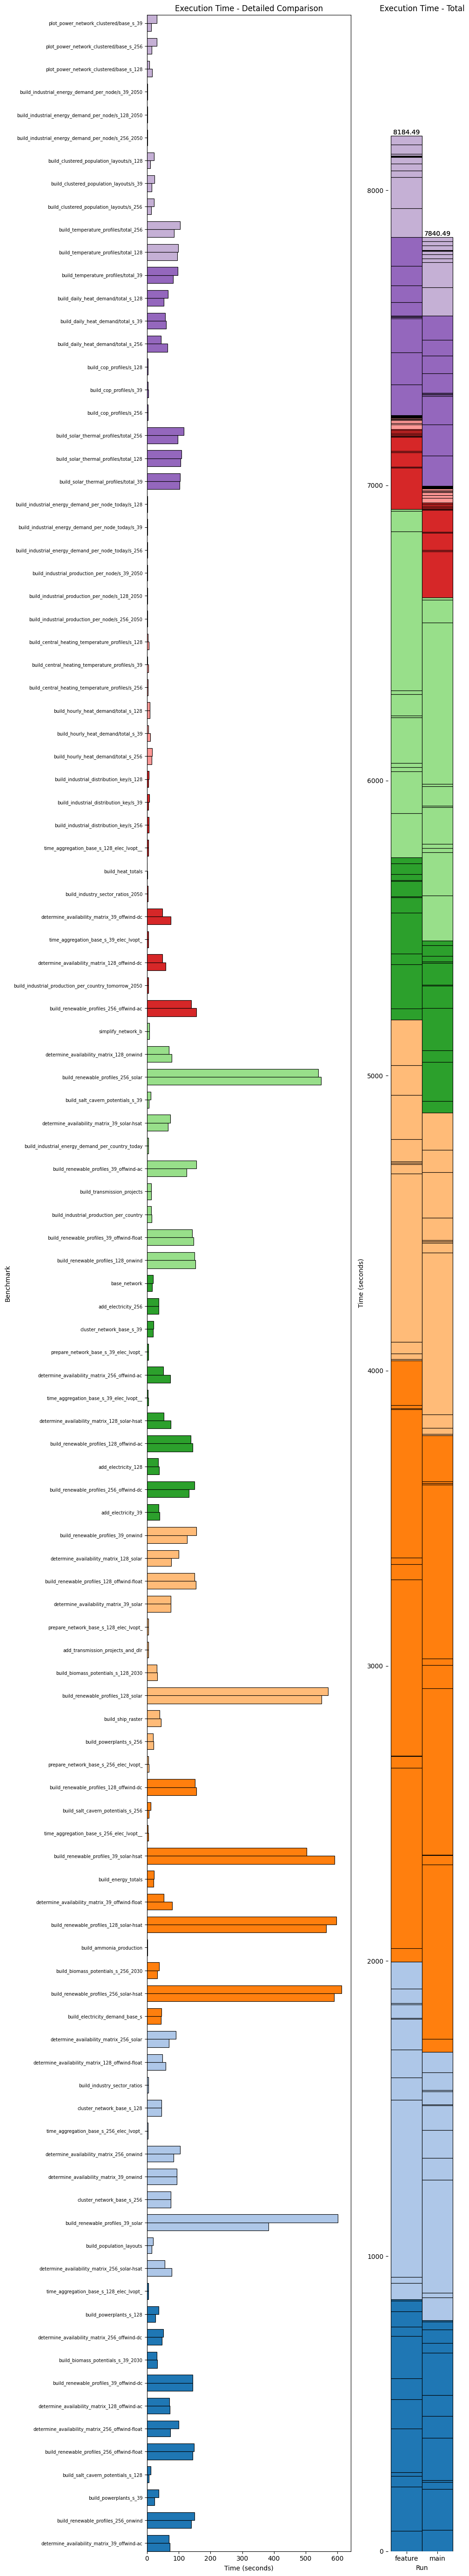 Execution Time - Detailed Comparison
plot_power_network_clustered/base_s_39
plot_power_network_clustered/base_s_256
plot_power_network_clustered/base_s_128
build_industrial_energy_demand_per_node/s_39_2050
build_industrial_energy_demand_per_node/s_128_2050
build_industrial_energy_demand_per_node/s_256_2050
build_clustered_population_layouts/s_128
build_clustered_population_layouts/s_39
build_clustered_population_layouts/s_256
build_temperature_profiles/total_256
build_temperature_profiles/total_128
build_temperature_profiles/total_39
build_daily_heat_demand/total_s_128
build_daily_heat_demand/total_s_39
build_daily_heat_demand/total_s_256
build_cop_profiles/s_128
build_cop_profiles/s_39
build_cop_profiles/s_256
build_solar_thermal_profiles/total_256
build_solar_thermal_profiles/total_128
build_solar_thermal_profiles/total_39
build_industrial_energy_demand_per_node_today/s_128
build_industrial_energy_demand_per_node_today/s_39
build_industrial_energy_demand_per_node_today/s_256
build_industrial_production_per_node/s_39_2050
build_industrial_production_per_node/s_128_2050
build_industrial_production_per_node/s_256_2050
build_central_heating_temperature_profiles/s_128
build_central_heating_temperature_profiles/s_39
build_central_heating_temperature_profiles/s_256
build_hourly_heat_demand/total_s_128
build_hourly_heat_demand/total_s_39
build_hourly_heat_demand/total_s_256
build_industrial_distribution_key/s_128
build_industrial_distribution_key/s_39
build_industrial_distribution_key/s_256
time_aggregation_base_s_128_elec_lvopt__
build_heat_totals
build_industry_sector_ratios_2050
determine_availability_matrix_39_offwind-dc
time_aggregation_base_s_39_elec_lvopt_
determine_availability_matrix_128_offwind-dc
build_industrial_production_per_country_tomorrow_2050
build_renewable_profiles_256_offwind-ac
simplify_network_b
determine_availability_matrix_128_onwind
build_renewable_profiles_256_solar
build_salt_cavern_potentials_s_39
determine_availability_matrix_39_solar-hsat
build_industrial_energy_demand_per_country_today
build_renewable_profiles_39_offwind-ac
build_transmission_projects
build_industrial_production_per_country
build_renewable_profiles_39_offwind-float
build_renewable_profiles_128_onwind
base_network
add_electricity_256
cluster_network_base_s_39
prepare_network_base_s_39_elec_lvopt_
determine_availability_matrix_256_offwind-ac
time_aggregation_base_s_39_elec_lvopt__
determine_availability_matrix_128_solar-hsat
build_renewable_profiles_128_offwind-ac
add_electricity_128
build_renewable_profiles_256_offwind-dc
add_electricity_39
build_renewable_profiles_39_onwind
determine_availability_matrix_128_solar
build_renewable_profiles_128_offwind-float
determine_availability_matrix_39_solar
prepare_network_base_s_128_elec_lvopt_
add_transmission_projects_and_dlr
build_biomass_potentials_s_128_2030
build_renewable_profiles_128_solar
build_ship_raster
build_powerplants_s_256
prepare_network_base_s_256_elec_lvopt_
build_renewable_profiles_128_offwind-dc
build_salt_cavern_potentials_s_256
time_aggregation_base_s_256_elec_lvopt__
build_renewable_profiles_39_solar-hsat
build_energy_totals
determine_availability_matrix_39_offwind-float
build_renewable_profiles_128_solar-hsat
build_ammonia_production
build_biomass_potentials_s_256_2030
build_renewable_profiles_256_solar-hsat
build_electricity_demand_base_s
determine_availability_matrix_256_solar
determine_availability_matrix_128_offwind-float
build_industry_sector_ratios
cluster_network_base_s_128
time_aggregation_base_s_256_elec_lvopt_
determine_availability_matrix_256_onwind
determine_availability_matrix_39_onwind
cluster_network_base_s_256
build_renewable_profiles_39_solar
build_population_layouts
determine_availability_matrix_256_solar-hsat
time_aggregation_base_s_128_elec_lvopt_
build_powerplants_s_128
determine_availability_matrix_256_offwind-dc
build_biomass_potentials_s_39_2030
build_renewable_profiles_39_offwind-dc
determine_availability_matrix_128_offwind-ac
determine_availability_matrix_256_offwind-float
build_renewable_profiles_256_offwind-float
build_salt_cavern_potentials_s_128
build_powerplants_s_39
build_renewable_profiles_256_onwind
determine_availability_matrix_39_offwind-ac
Benchmark
0 100 200 300 400 500 600
Time (seconds)
Execution Time - Total
8184.49
7840.49
8000
7000
6000
5000
4000
3000
2000
1000
0
Time (seconds)
feature main
Run